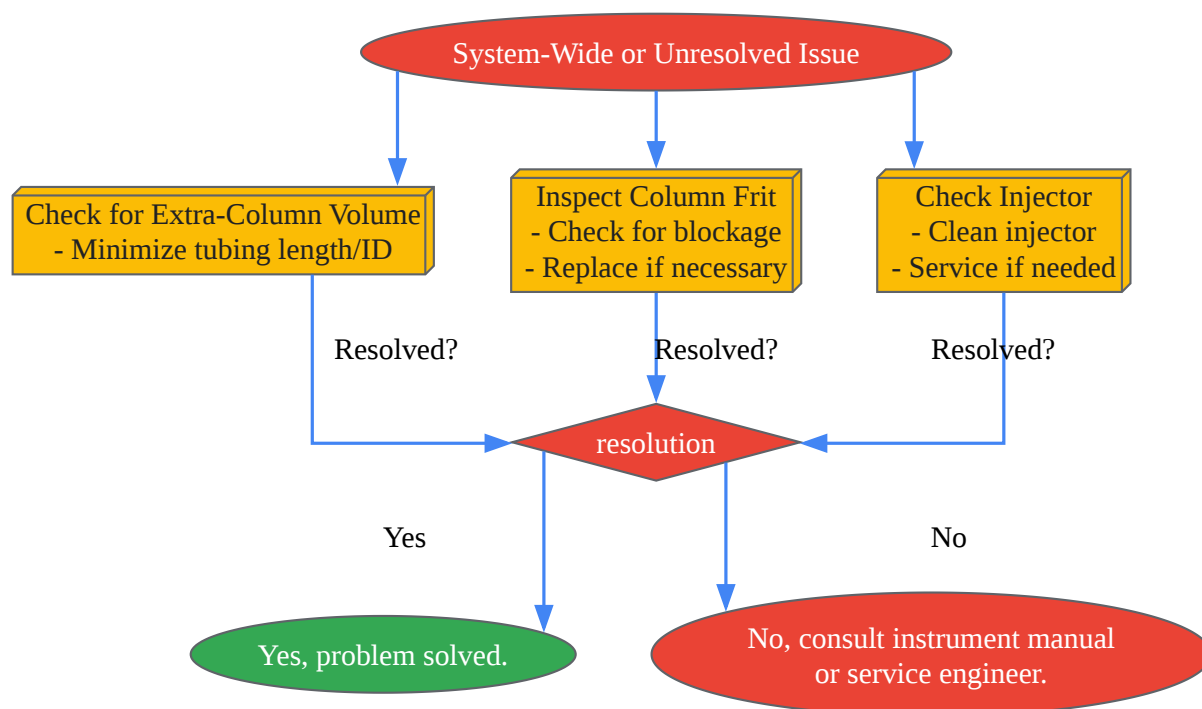 System-Wide or Unresolved Issue
Check for Extra-Column Volume
- Minimize tubing length/ID
Inspect Column Frit
- Check for blockage
- Replace if necessary
Check Injector
- Clean injector
- Service if needed
Resolved?
Resolved?
Resolved?
resolution
Yes
No
Yes, problem solved.
No, consult instrument manual
or service engineer.